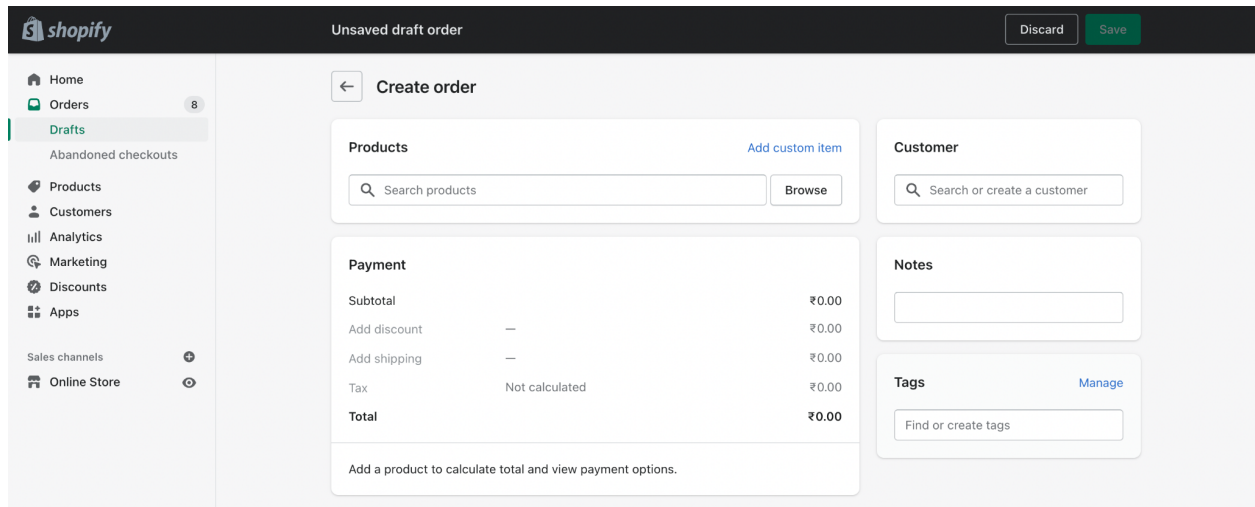 shopify
Unsaved draft order
Discard
Save
Home
Orders 8
Drafts
Abandoned checkouts
Products
Customers
Analytics
Marketing
Discounts
Apps
Sales channels
Online Store
Create order
Products Add custom item
Search products Browse
Payment
Subtotal ₹0.00
Add discount — ₹0.00
Add shipping — ₹0.00
Tax Not calculated ₹0.00
Total ₹0.00
Add a product to calculate total and view payment options.
Customer
Search or create a customer
Notes
Tags Manage
Find or create tags